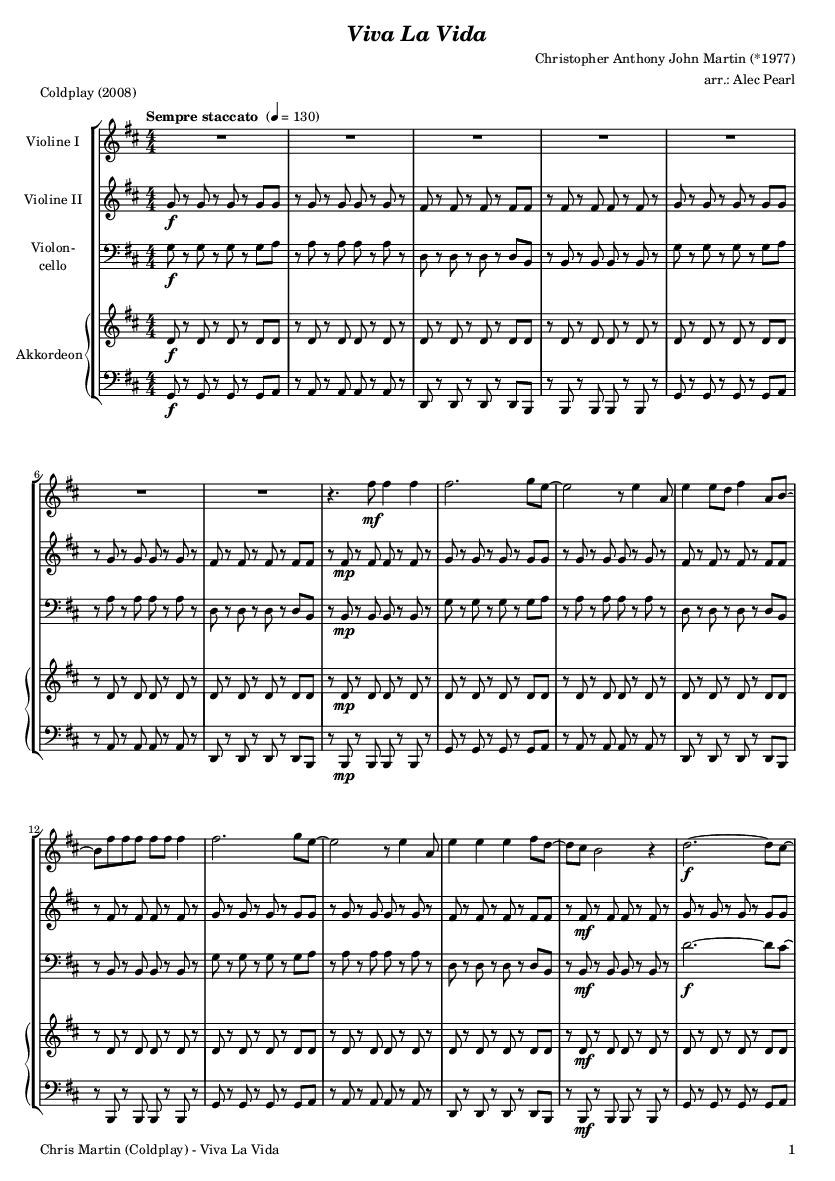 Viva La Vida
Christopher Anthony John Martin (*1977)
arr.: Alec Pearl
Coldplay (2008)
Sempre staccato (♩ = 130)
Violine I
Violine II
f
Violon-
cello
f
Akkordeon
f
f
6
mf
mp
mp
mp
mp
12
f
mf
mf f
mf
mf
Chris Martin (Coldplay) - Viva La Vida 1